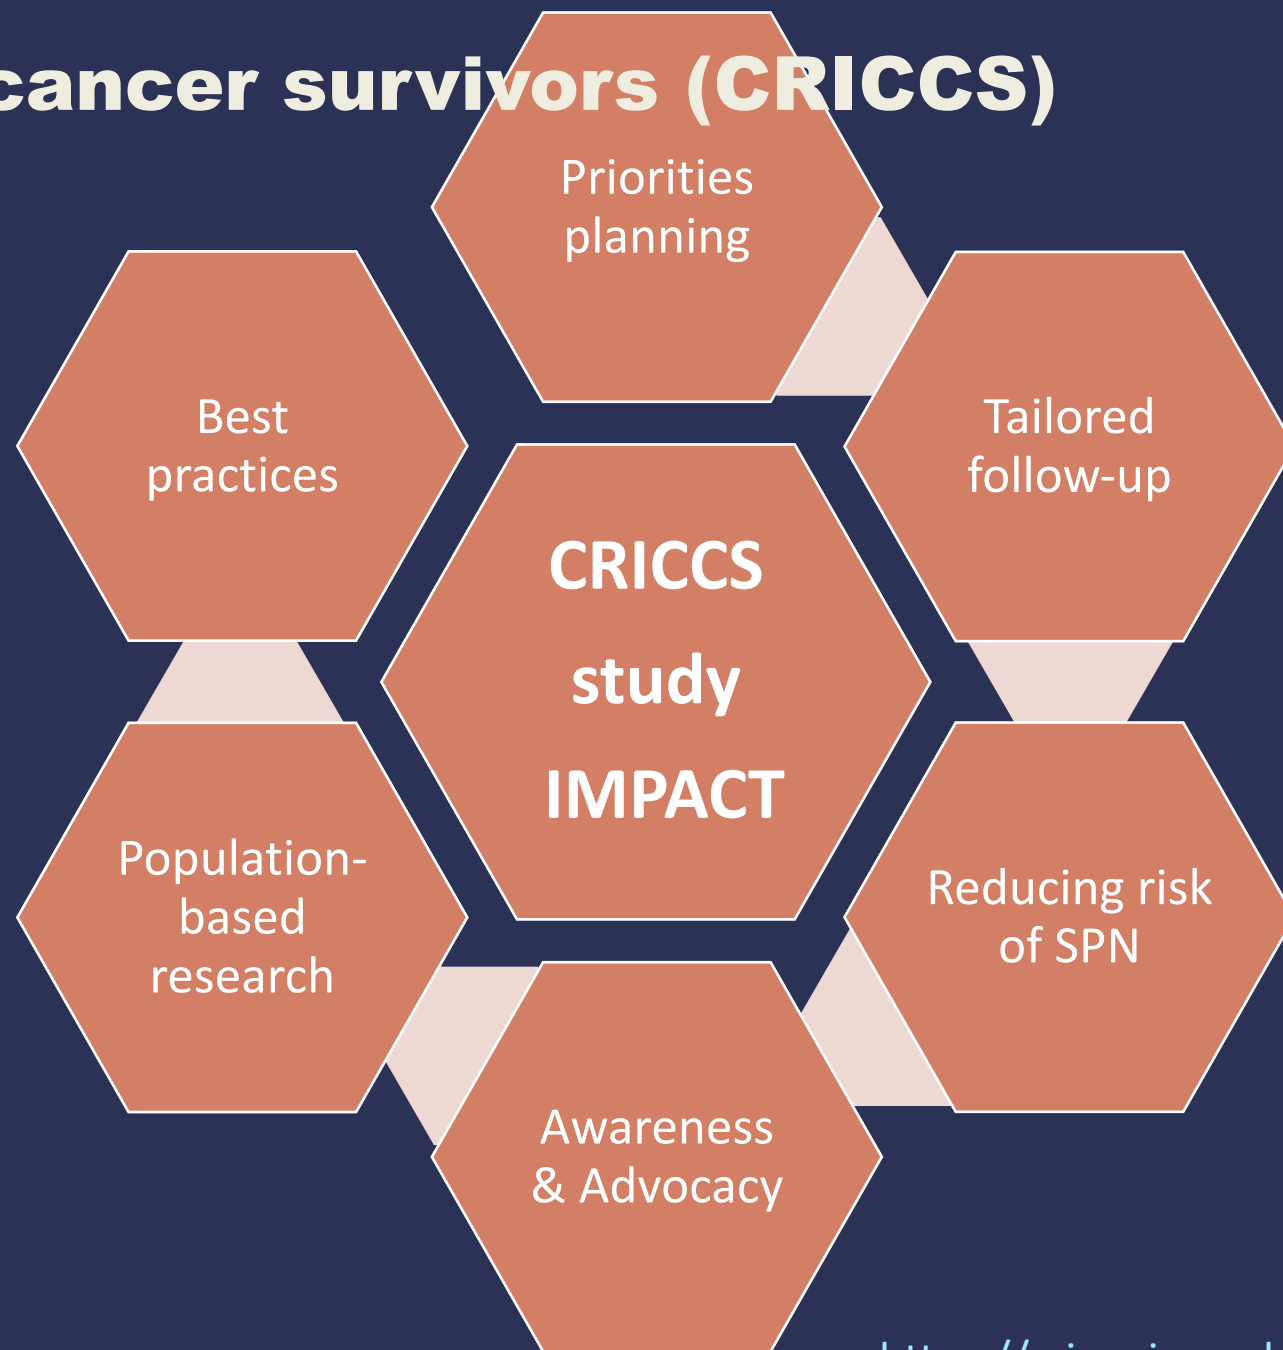 cancer survivors (CRICCS)
Priorities
planning
Best
practices
Tailored
follow-up
CRICCS
study
IMPACT
Population-
based
research
Reducing risk
of SPN
Awareness
& Advocacy